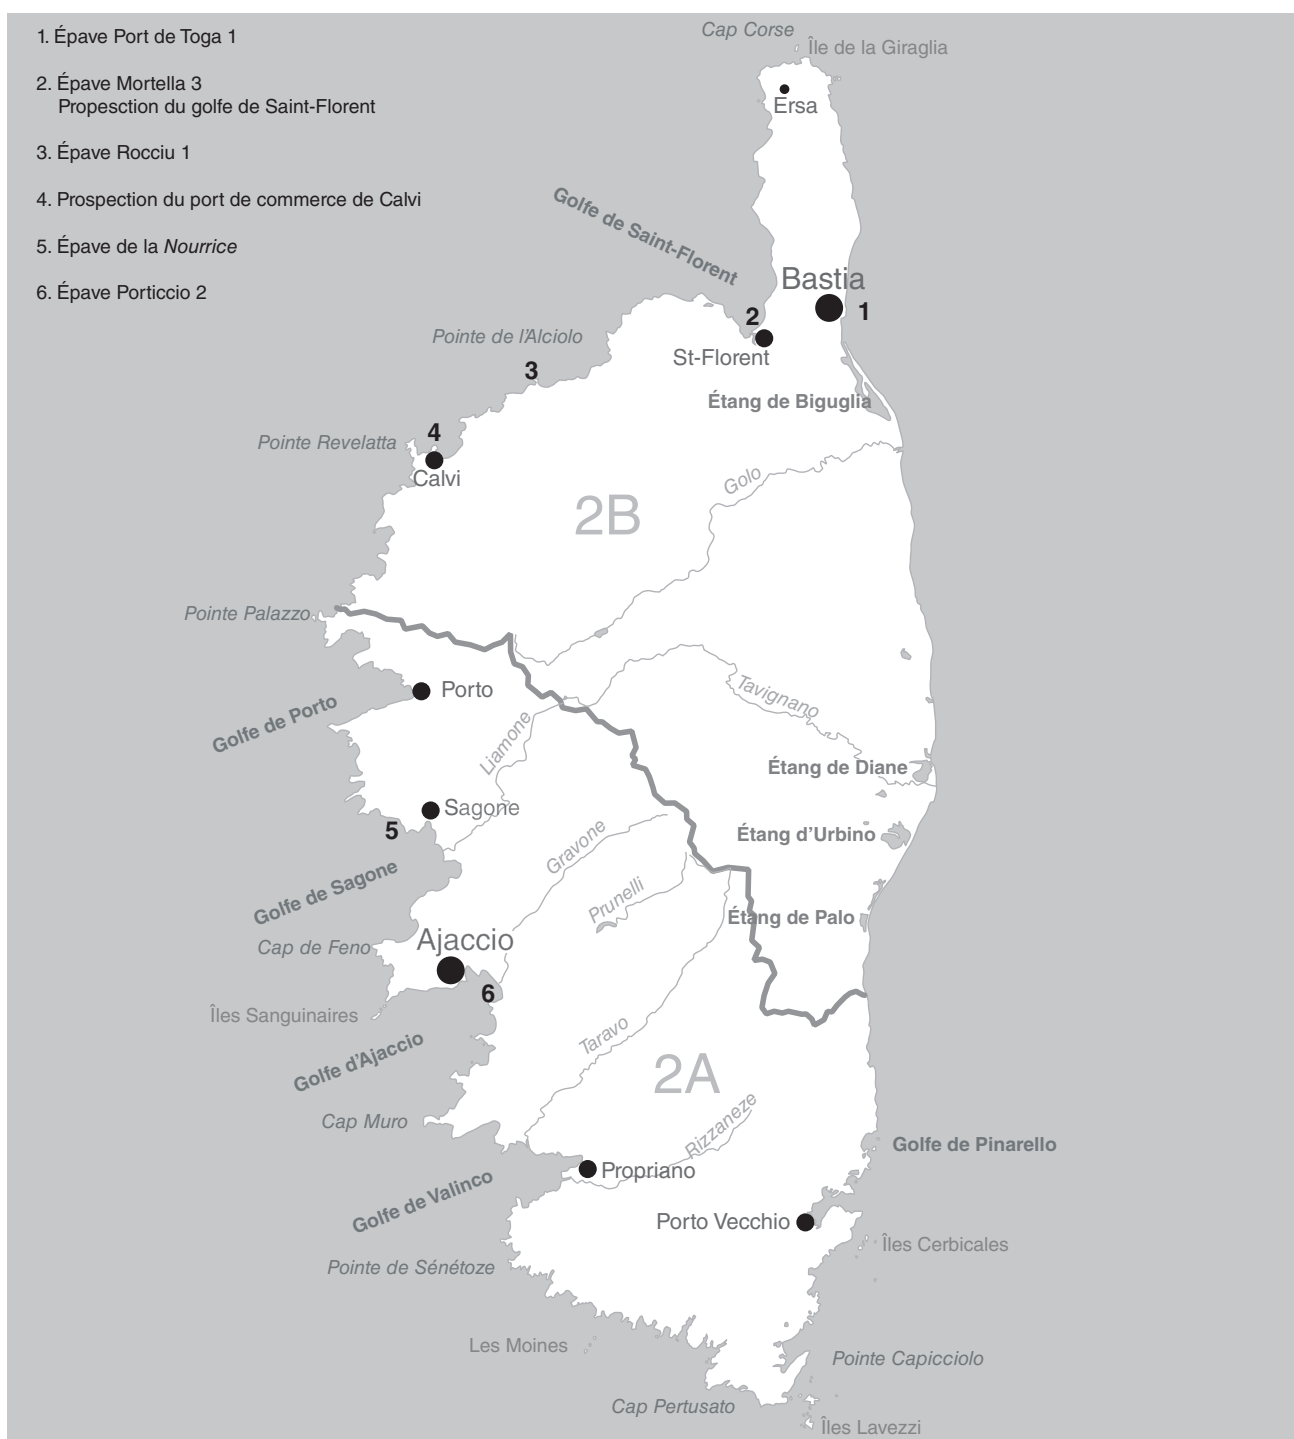 1. Épave Port de Toga 1
2. Épave Mortella 3
Propesction du golfe de Saint-Florent
3. Épave Rocciu 1
4. Prospection du port de commerce de Calvi
5. Épave de la Nourrice
6. Épave Porticcio 2
Cap Corse
Île de la Giraglia
Ersa
Golfe de Saint-Florent
Bastia
1
2
St-Florent
Pointe de l'Alciolo
3
Étang de Biguglia
Pointe Revelatta
4
Calvi
Golo
2B
Pointe Palazzo
Porto
Golfe de Porto
Tavignano
Liamone
Étang de Diane
Sagone
5
Étang d'Urbino
Gravone
Golfe de Sagone
Prunelli
Étang de Palo
Cap de Feno
Ajaccio
6
Îles Sanguinaires
Golfe d'Ajaccio
Taravo
2A
Cap Muro
Rizzaneze
Golfe de Pinarello
Propriano
Golfe de Valinco
Porto Vecchio
Îles Cerbicales
Pointe de Sénétoze
Les Moines
Pointe Capicciolo
Cap Pertusato
Îles Lavezzi